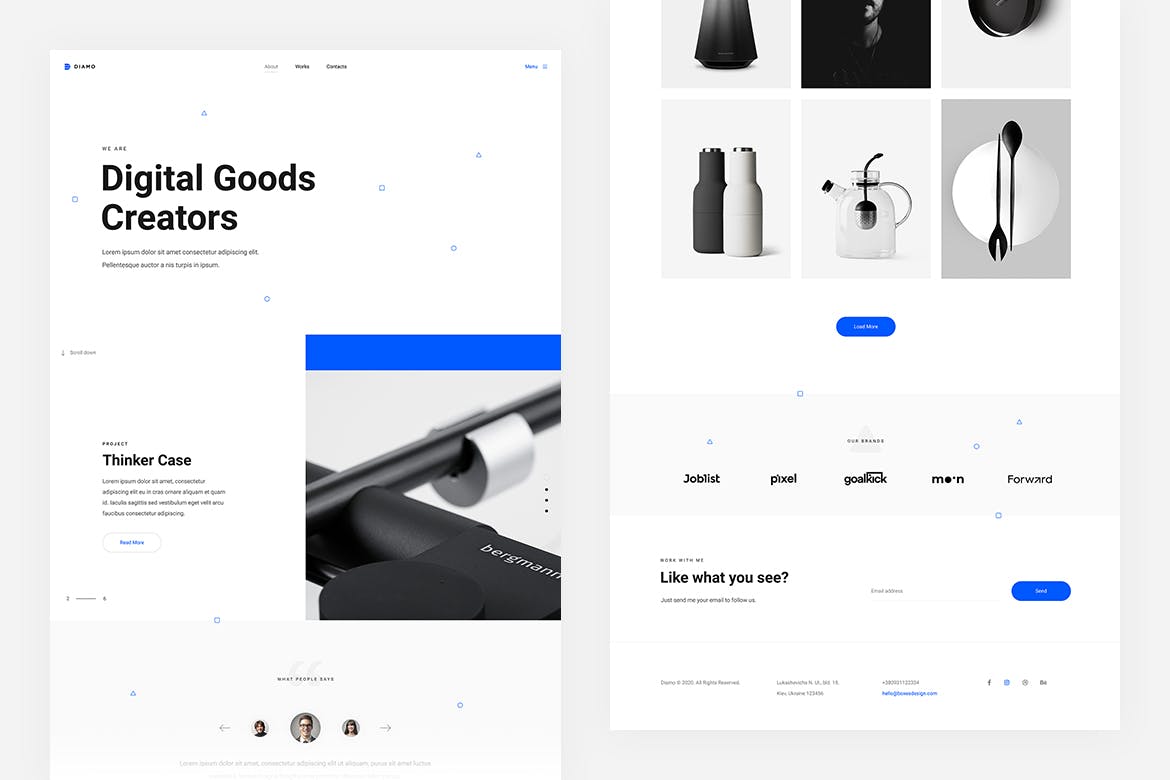 DIAMO
About Works Contacts
Menu
WE ARE
Digital Goods
Creators
Lorem ipsum dolor sit amet consectetur adipiscing elit.
Pellentesque auctor a nis turpis in ipsum.
Scroll down
PROJECT
Thinker Case
Lorem ipsum dolor sit amet, consectetur
adipiscing elit eu in cras ornare aliquam et quam
id. Iaculis sagittis sed vestibulum eget velit arcu
faucibus consectetur adipiscing.
Read More
2 6
bergmann
WHAT PEOPLE SAYS
Lorem ipsum dolor sit amet, consectetur adipiscing elit ut aliquam, purus sit amet luctus
Load More
OUR BRANDS
Joblist pixel goalkick moon Forward
WORK WITH ME
Like what you see?
Just send me your email to follow us.
Email address
Send
Diamo © 2020. All Rights Reserved.
Lukashevicha N. Ul., bld. 15,
Kiev, Ukraine 123456
+380931122334
hello@boxesdesign.com
Bē